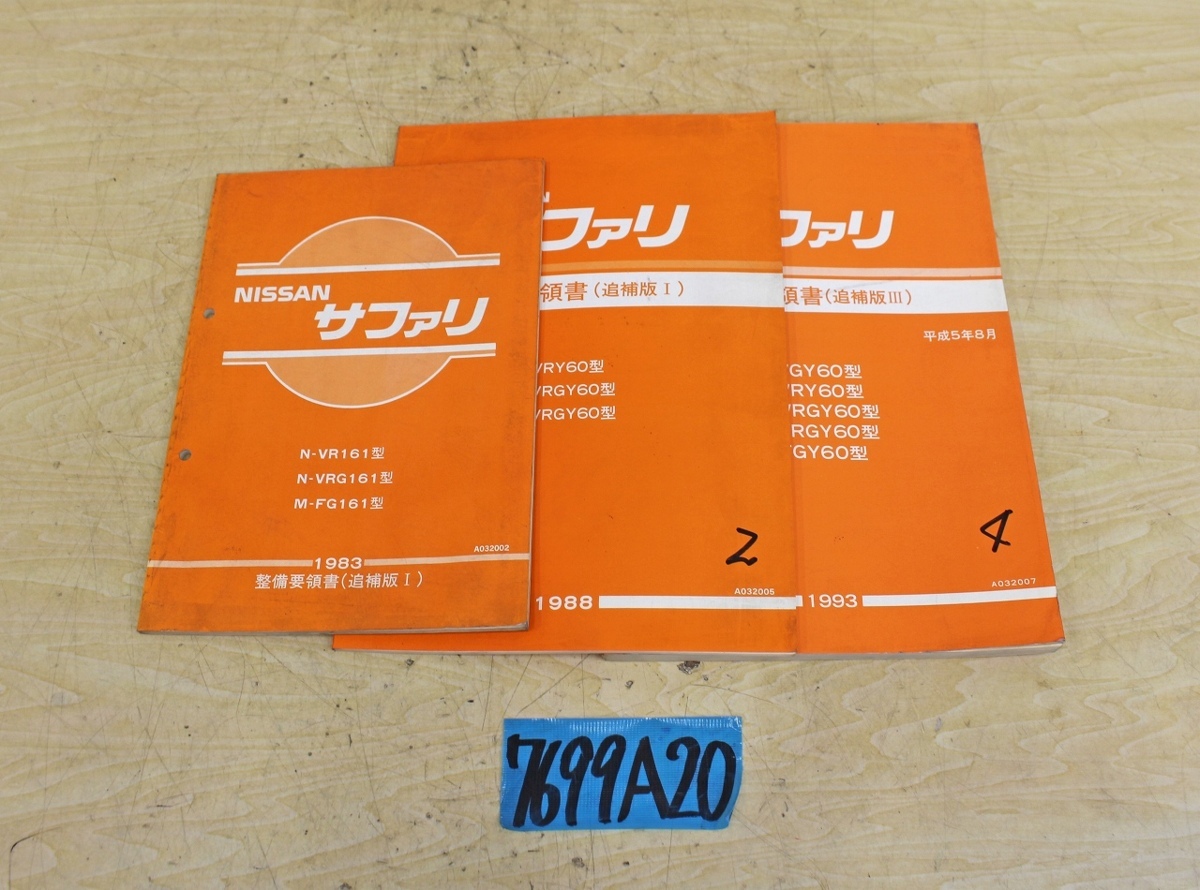 NISSAN
サファリ
N-VR161型
N-VRG161型
M-FG161型
A032002
1983
整備要領書(追補版I)
ファリ
領書(追補版I)
VRY60型
VRGY60型
VRGY60型
2
A032005
1988
ファリ
領書(追補版III)
平成5年8月
GY60型
VRY60型
VRGY60型
RGY60型
GY60型
4
A032007
1993
7699A20